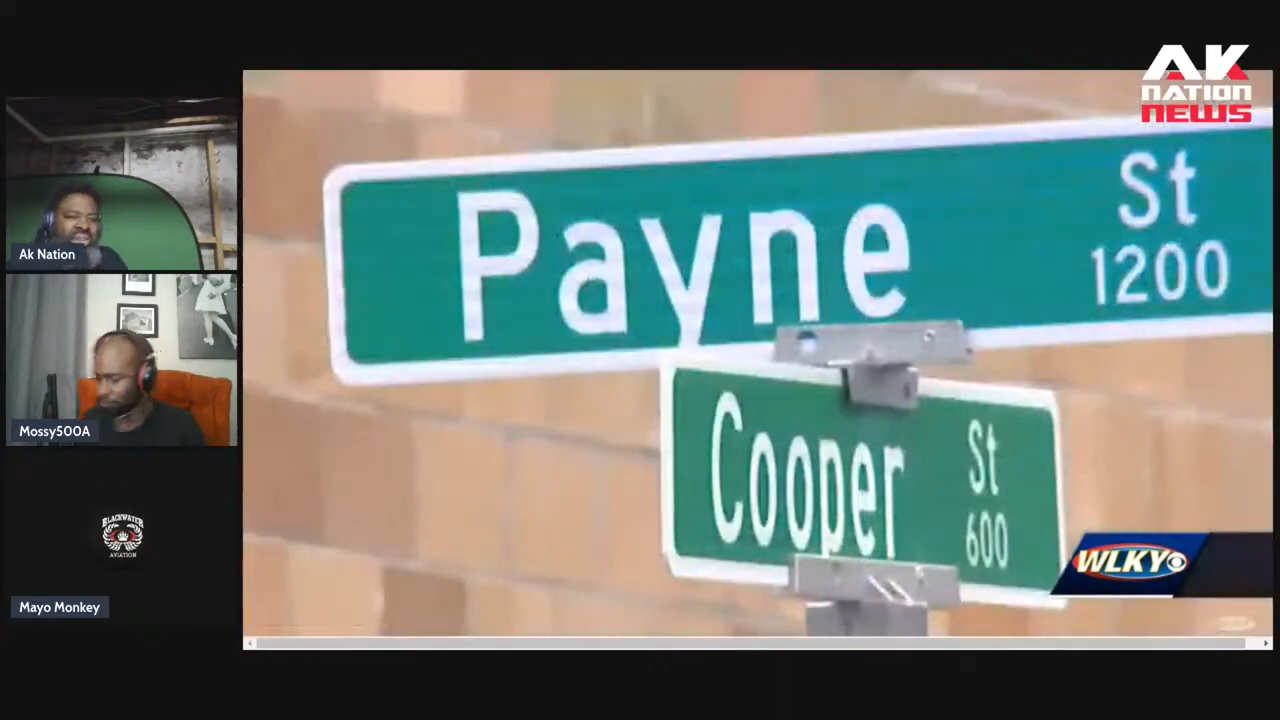 AK
NATION
NEWS
Payne St
1200
Cooper St
600
WLKY
Ak Nation
Mossy500A
BLACKWATER
AVIATION
Mayo Monkey